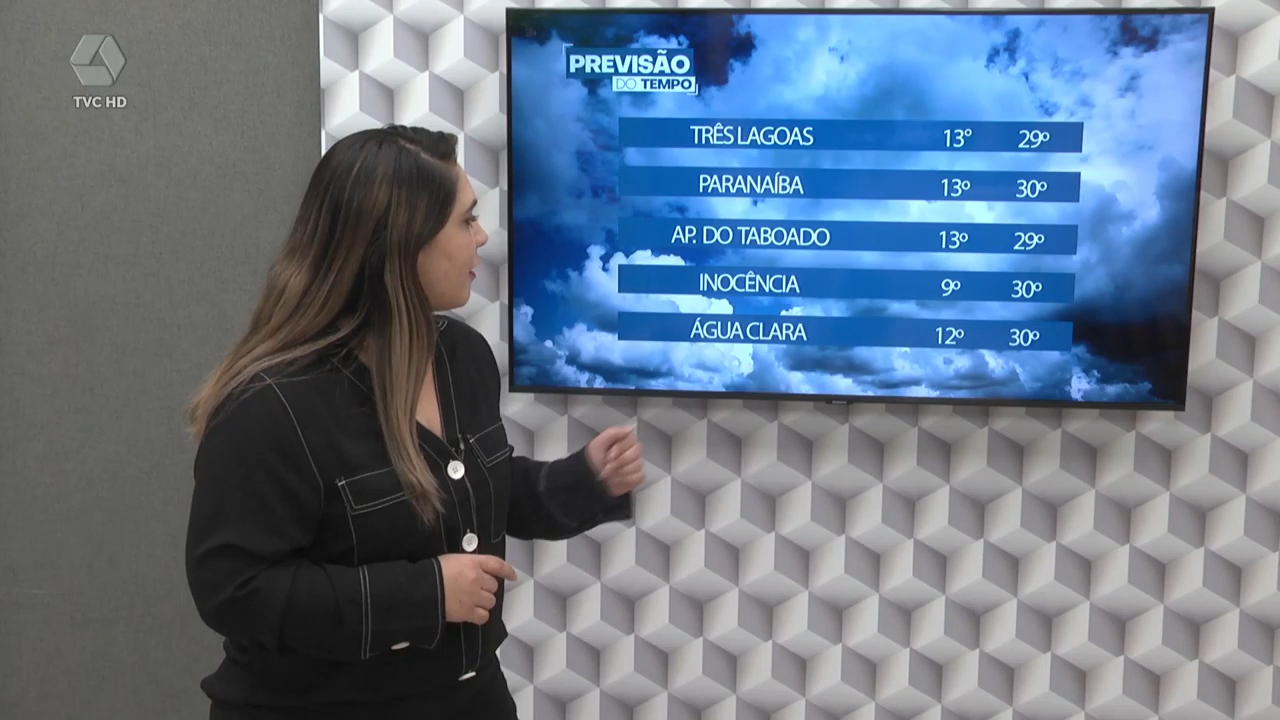 TVC HD
PREVISÃO
DO TEMPO
TRÊS LAGOAS 13° 29º
PARANAÍBA 13º 30º
AP. DO TABOADO 13º 29º
INOCÊNCIA 9º 30º
ÁGUA CLARA 12º 30º